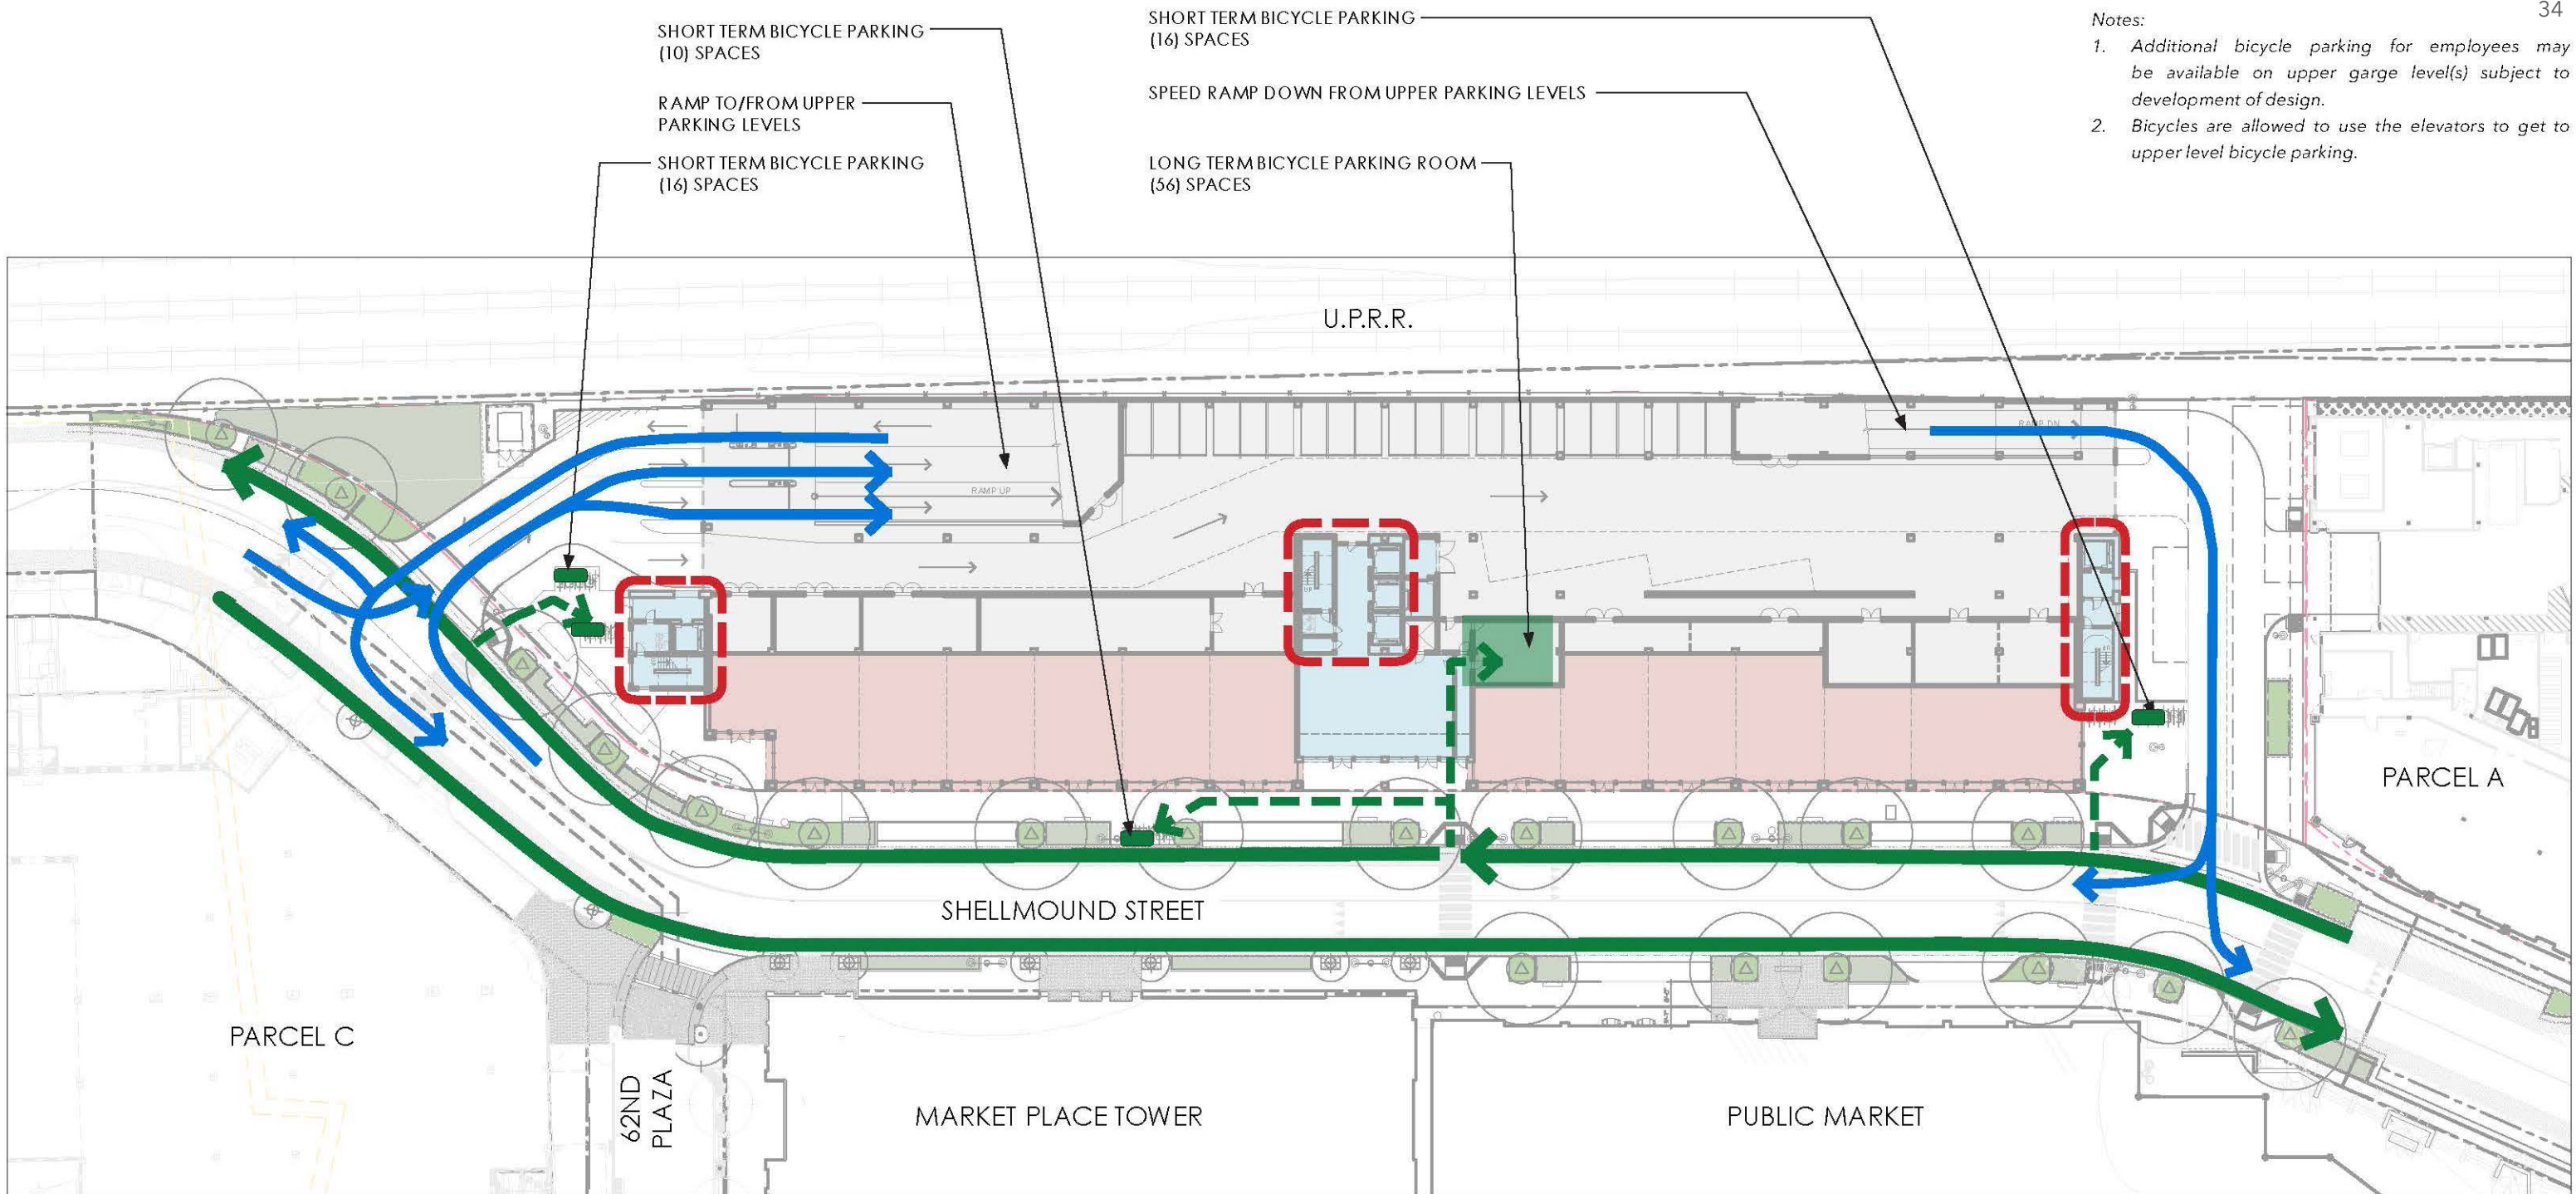 34
SHORT TERM BICYCLE PARKING
(10) SPACES
RAMP TO/FROM UPPER
PARKING LEVELS
SHORT TERM BICYCLE PARKING
(16) SPACES
SHORT TERM BICYCLE PARKING
(16) SPACES
SPEED RAMP DOWN FROM UPPER PARKING LEVELS
LONG TERM BICYCLE PARKING ROOM
(56) SPACES
Notes:
1. Additional bicycle parking for employees may
be available on upper garge level(s) subject to
development of design.
2. Bicycles are allowed to use the elevators to get to
upper level bicycle parking.
U.P.R.R.
RAMP DN
RAMP UP
PARCEL A
SHELLMOUND STREET
PARCEL C
62ND
PLAZA
MARKET PLACE TOWER
PUBLIC MARKET